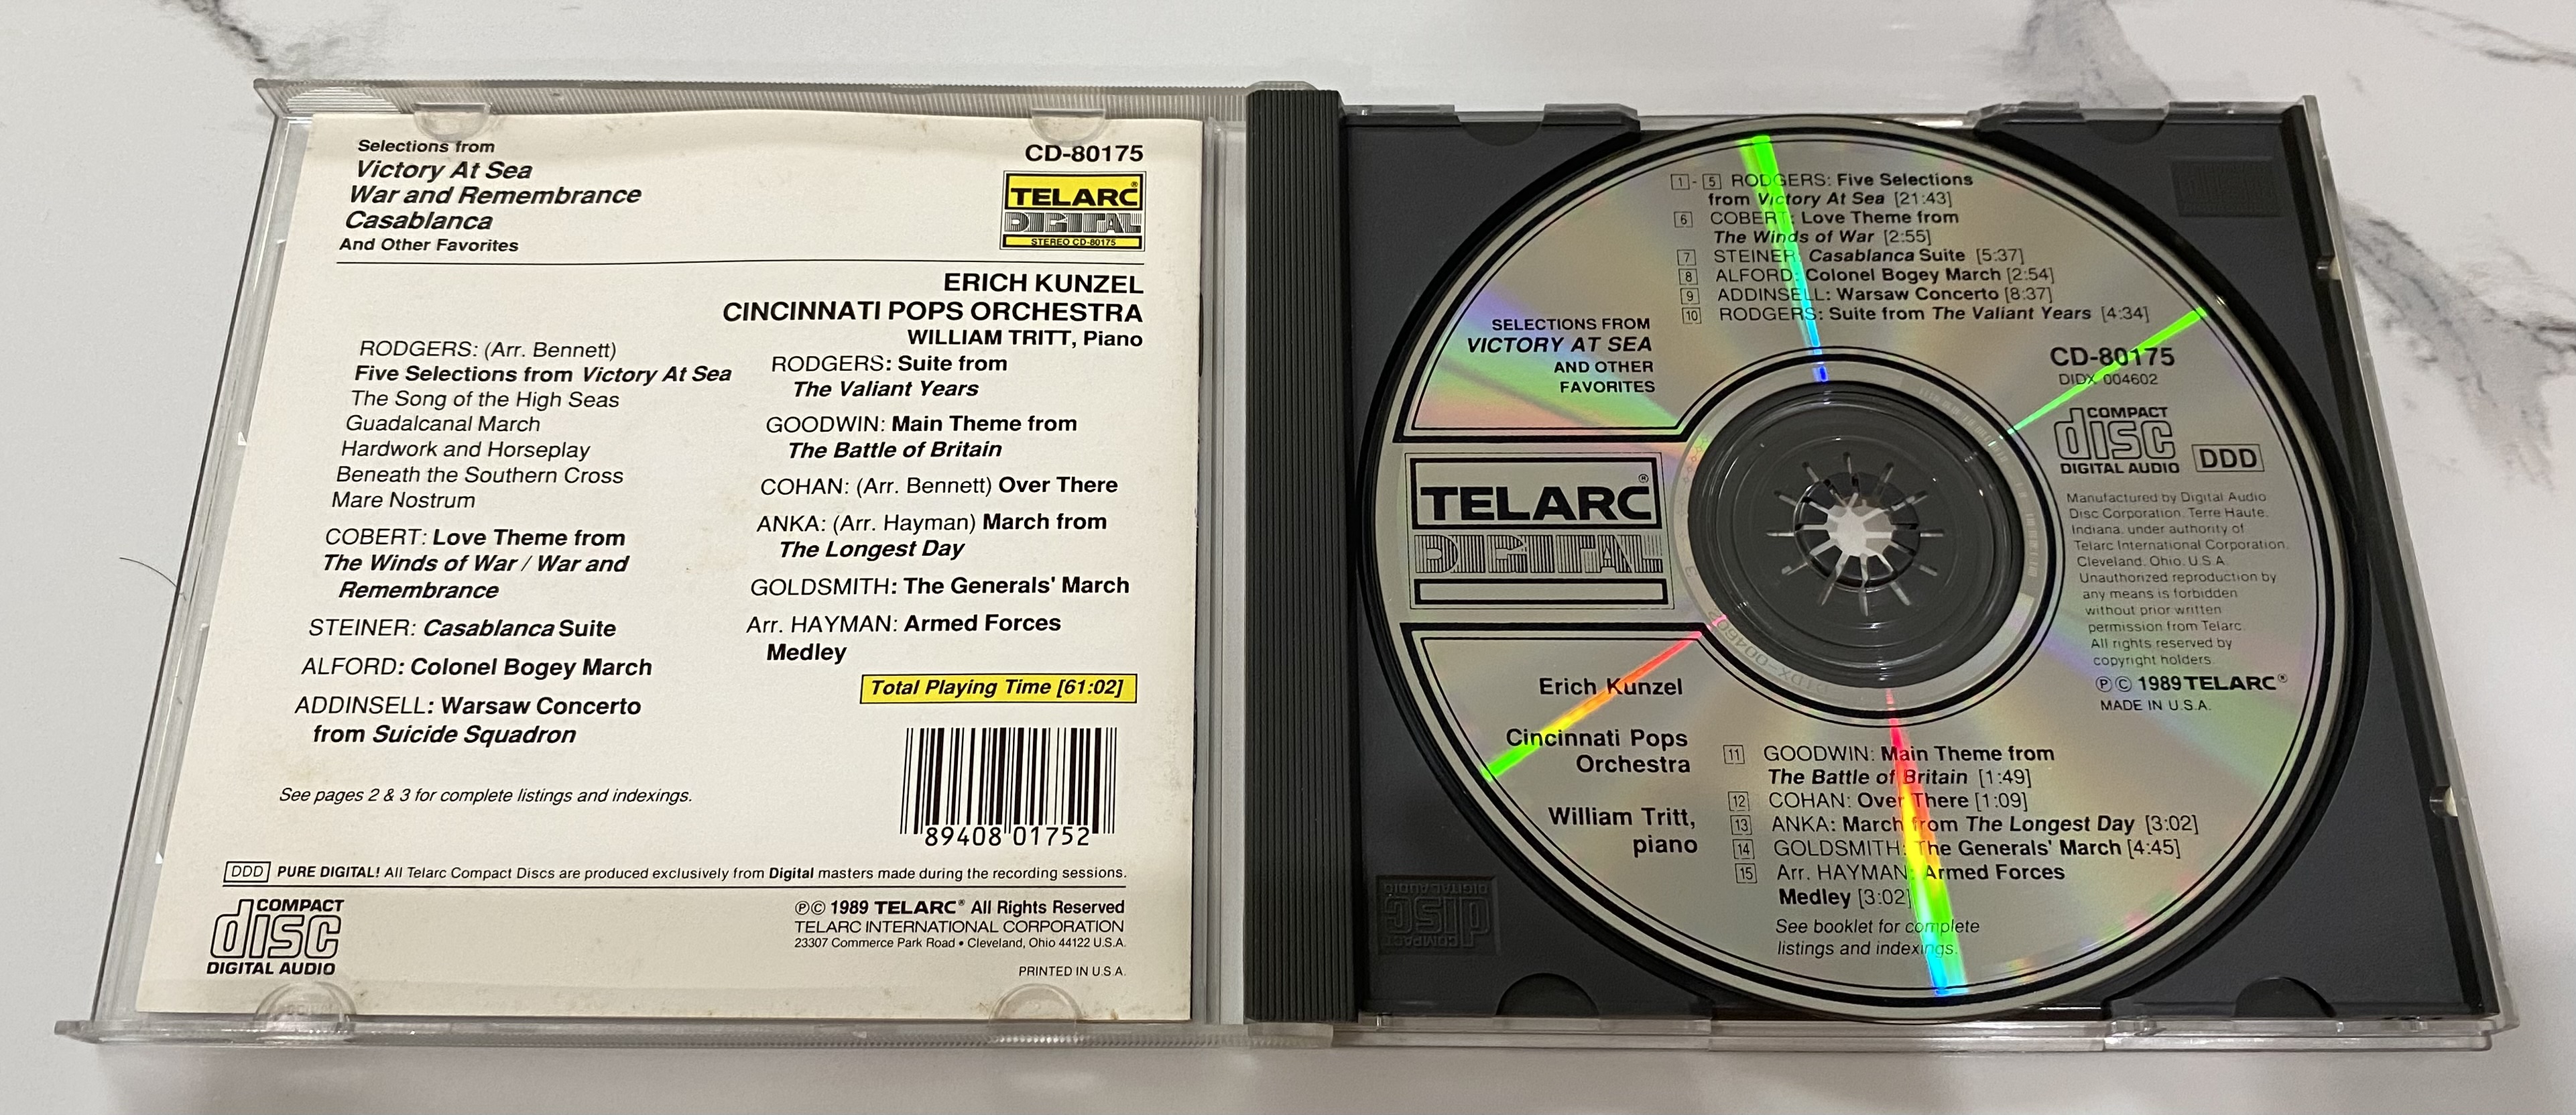 Selections from
Victory At Sea
War and Remembrance
Casablanca
And Other Favorites
CD-80175
TELARC®
DIGITAL
STEREO CD-80175
ERICH KUNZEL
CINCINNATI POPS ORCHESTRA
WILLIAM TRITT, Piano
RODGERS: (Arr. Bennett)
Five Selections from Victory At Sea
The Song of the High Seas
Guadalcanal March
Hardwork and Horseplay
Beneath the Southern Cross
Mare Nostrum
COBERT: Love Theme from
The Winds of War / War and
Remembrance
STEINER: Casablanca Suite
ALFORD: Colonel Bogey March
ADDINSELL: Warsaw Concerto
from Suicide Squadron
See pages 2 & 3 for complete listings and indexings.
RODGERS: Suite from
The Valiant Years
GOODWIN: Main Theme from
The Battle of Britain
COHAN: (Arr. Bennett) Over There
ANKA: (Arr. Hayman) March from
The Longest Day
GOLDSMITH: The Generals' March
Arr. HAYMAN: Armed Forces
Medley
Total Playing Time [61:02]
89408 01752
DDD PURE DIGITAL! All Telarc Compact Discs are produced exclusively from Digital masters made during the recording sessions.
COMPACT
disc
DIGITAL AUDIO
℗© 1989 TELARC® All Rights Reserved
TELARC INTERNATIONAL CORPORATION
23307 Commerce Park Road • Cleveland, Ohio 44122 U.S.A.
PRINTED IN U.S.A.
1 - 5 RODGERS: Five Selections
from Victory At Sea [21:43]
6 COBERT: Love Theme from
The Winds of War [2:55]
7 STEINER: Casablanca Suite [5:37]
8 ALFORD: Colonel Bogey March [2:54]
9 ADDINSELL: Warsaw Concerto [8:37]
10 RODGERS: Suite from The Valiant Years [4:34]
SELECTIONS FROM
VICTORY AT SEA
AND OTHER
FAVORITES
TELARC®
DIGITAL
CD-80175
DIDX 004602
COMPACT
disc
DIGITAL AUDIO
DDD
Manufactured by Digital Audio
Disc Corporation, Terre Haute,
Indiana, under authority of
Telarc International Corporation,
Cleveland, Ohio, U.S.A.
Unauthorized reproduction by
any means is forbidden
without prior written
permission from Telarc.
All rights reserved by
copyright holders.
℗© 1989 TELARC®
MADE IN U.S.A.
Erich Kunzel
Cincinnati Pops
Orchestra
William Tritt,
piano
11 GOODWIN: Main Theme from
The Battle of Britain [1:49]
12 COHAN: Over There [1:09]
13 ANKA: March from The Longest Day [3:02]
14 GOLDSMITH: The Generals' March [4:45]
15 Arr. HAYMAN: Armed Forces
Medley [3:02]
See booklet for complete
listings and indexings.
COMPACT
disc
DIGITAL AUDIO